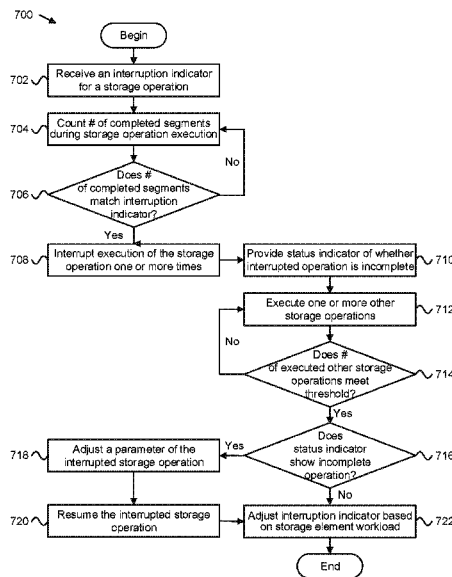 700
Begin
702
Receive an interruption indicator
for a storage operation
704
Count # of completed segments
during storage operation execution
No
706
Does #
of completed segments
match interruption
indicator?
Yes
708
Interrupt execution of the storage
operation one or more times
Provide status indicator of whether
interrupted operation is incomplete
710
Execute one or more other
storage operations
712
No
Does #
of executed other storage
operations meet
threshold?
714
Yes
718
Adjust a parameter of the
interrupted storage operation
Yes
Does
status indicator
show incomplete
operation?
716
No
720
Resume the interrupted storage
operation
Adjust interruption indicator based
on storage element workload
722
End